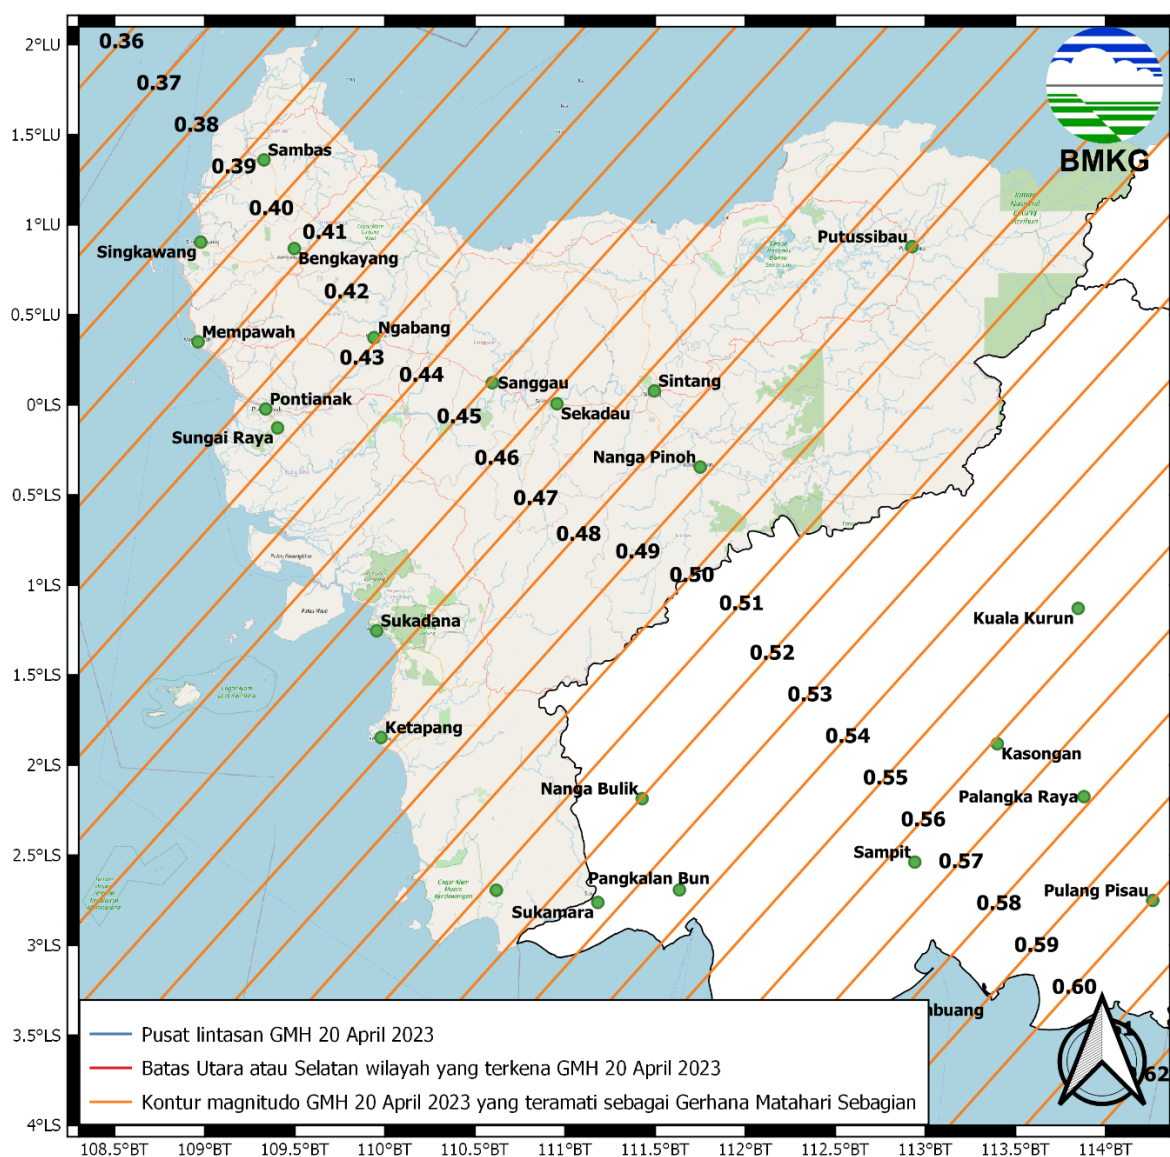 2°LU
1.5°LU
1°LU
0.5°LU
0°LS
0.5°LS
1°LS
1.5°LS
2°LS
2.5°LS
3°LS
3.5°LS
4°LS
0.36
0.37
0.38
0.39
Sambas
0.40
0.41
Singkawang
Bengkayang
0.42
Mempawah
Ngabang
0.43
0.44
Pontianak
Sungai Raya
Sanggau
Sekadau
Sintang
Putussibau
BMKG
0.45
0.46
Nanga Pinoh
0.47
0.48
0.49
0.50
0.51
Sukadana
Kuala Kurun
0.52
0.53
Ketapang
0.54
Kasongan
0.55
Nanga Bulik
Palangka Raya
0.56
Sampit
0.57
Pangkalan Bun
Pulang Pisau
0.58
Sukamara
0.59
0.60
buang
62
Pusat lintasan GMH 20 April 2023
Batas Utara atau Selatan wilayah yang terkena GMH 20 April 2023
Kontur magnitudo GMH 20 April 2023 yang teramati sebagai Gerhana Matahari Sebagian
108.5°BT
109°BT
109.5°BT
110°BT
110.5°BT
111°BT
111.5°BT
112°BT
112.5°BT
113°BT
113.5°BT
114°BT